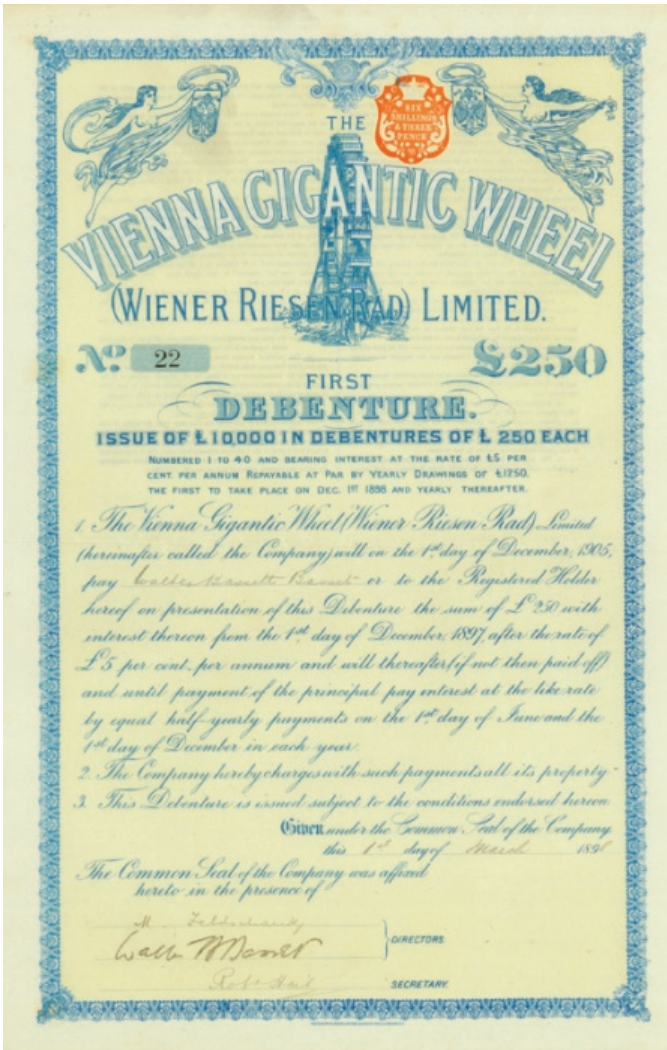 THE
SIX
SHILLINGS
& THREE
PENCE
VIENNA GIGANTIC WHEEL
(WIENER RIESEN RAD) LIMITED.
No 22 £250
FIRST
DEBENTURE.
ISSUE OF £10,000 IN DEBENTURES OF £ 250 EACH
NUMBERED 1 TO 40 AND BEARING INTEREST AT THE RATE OF £5 PER
CENT. PER ANNUM REPAYABLE AT PAR BY YEARLY DRAWINGS OF £1250.
THE FIRST TO TAKE PLACE ON DEC. 1ST 1898 AND YEARLY THEREAFTER.
1. The Vienna Gigantic Wheel (Wiener Riesen Rad) Limited
(hereinafter called the Company) will on the 1st day of December, 1905,
pay Walter Bassett Basset or to the Registered Holder
hereof on presentation of this Debenture the sum of £ 250 with
interest thereon from the 1st day of December, 1897, after the rate of
£5 per cent. per annum and will thereafter (if not then paid off)
and until payment of the principal pay interest at the like rate
by equal half-yearly payments on the 1st day of June and the
1st day of December in each year.
2. The Company hereby charges with such payments all its property
3. This Debenture is issued subject to the conditions endorsed hereon.
Given under the Common Seal of the Company
this 1st day of March 1898
The Common Seal of the Company was affixed
hereto in the presence of
M.
Walter B Basset
DIRECTORS.
SECRETARY.